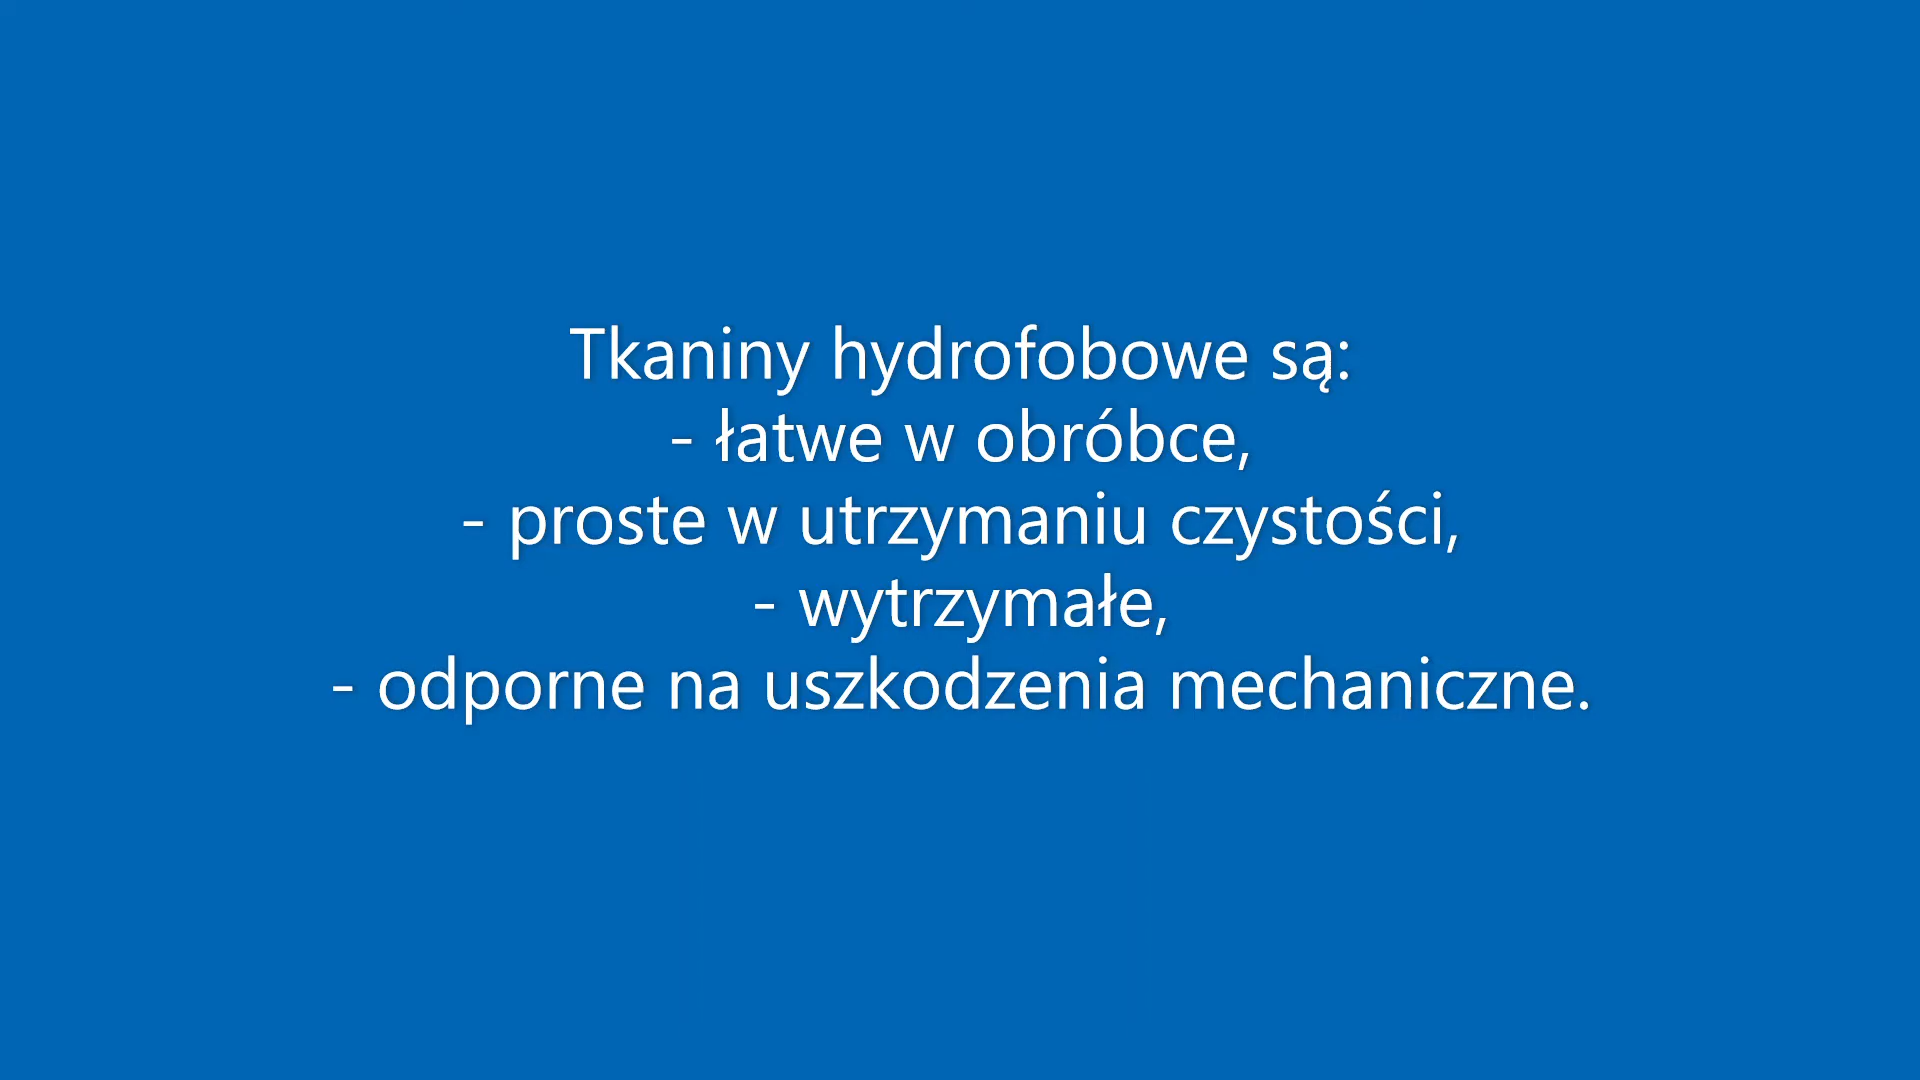 Tkaniny hydrofobowe są:
- łatwe w obróbce,
- proste w utrzymaniu czystości,
- wytrzymałe,
- odporne na uszkodzenia mechaniczne.